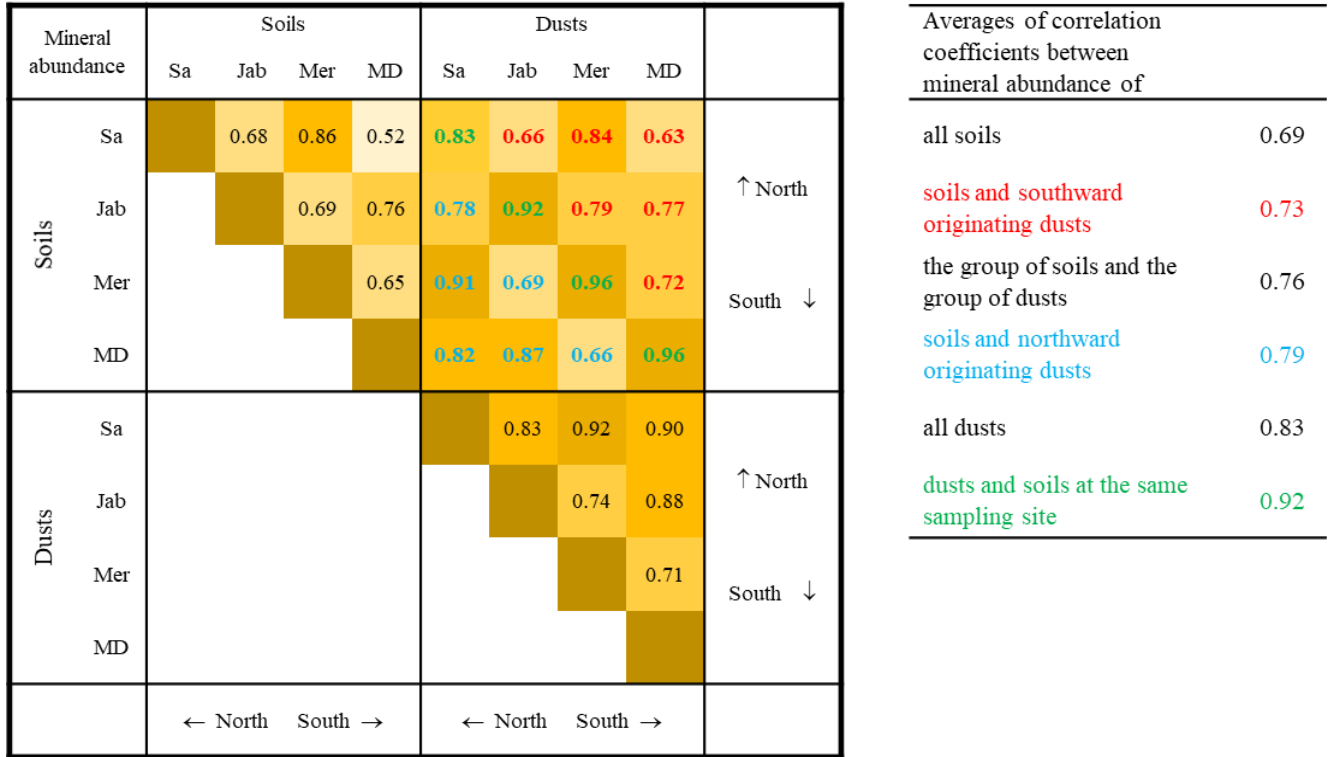 Mineral abundance Soils Dusts
Sa Jab Mer MD Sa Jab Mer MD
Soils
Sa 0.68 0.86 0.52 0.83 0.66 0.84 0.63
Jab 0.69 0.76 0.78 0.92 0.79 0.77
Mer 0.65 0.91 0.69 0.96 0.72
MD 0.82 0.87 0.66 0.96
↑ North
South ↓
Dusts
Sa 0.83 0.92 0.90
Jab 0.74 0.88
Mer 0.71
MD
↑ North
South ↓
← North South → ← North South →
Averages of correlation
coefficients between
mineral abundance of
all soils 0.69
soils and southward
originating dusts 0.73
the group of soils and the
group of dusts 0.76
soils and northward
originating dusts 0.79
all dusts 0.83
dusts and soils at the same
sampling site 0.92